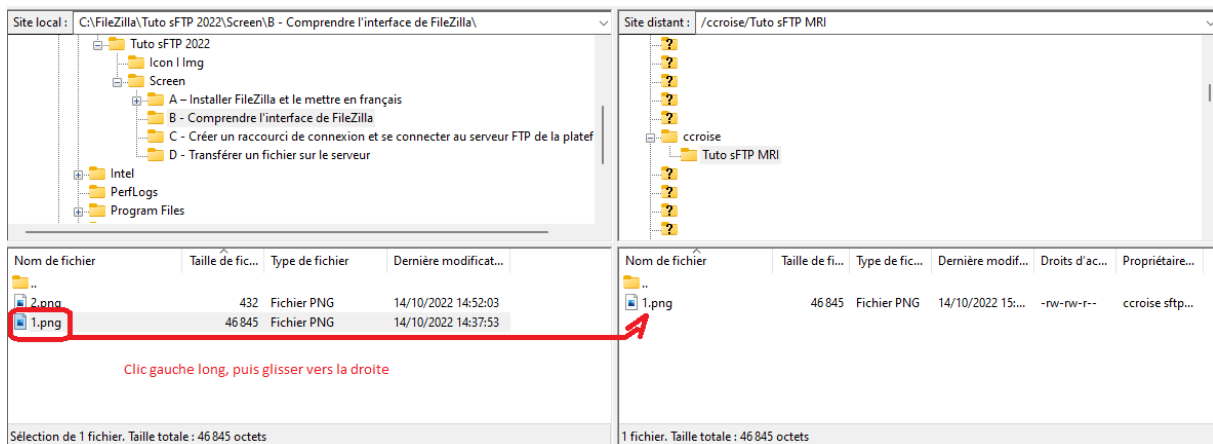 Site local : C:\FileZilla\Tuto sFTP 2022\Screen\B - Comprendre l'interface de FileZilla\
Tuto sFTP 2022
Icon l Img
Screen
A – Installer FileZilla et le mettre en français
B - Comprendre l'interface de FileZilla
C - Créer un raccourci de connexion et se connecter au serveur FTP de la platef
D - Transférer un fichier sur le serveur
Intel
PerfLogs
Program Files
Site distant : /ccroise/Tuto sFTP MRI
?
?
?
?
?
ccroise
Tuto sFTP MRI
?
?
?
?
Nom de fichier Taille de fic... Type de fichier Dernière modificat...
..
2.png 432 Fichier PNG 14/10/2022 14:52:03
1.png 46 845 Fichier PNG 14/10/2022 14:37:53
Clic gauche long, puis glisser vers la droite
Sélection de 1 fichier. Taille totale : 46 845 octets
Nom de fichier Taille de fi... Type de fic... Dernière modif... Droits d'ac... Propriétaire...
..
1.png 46 845 Fichier PNG 14/10/2022 15:... -rw-rw-r-- ccroise sftp...
1 fichier. Taille totale : 46 845 octets